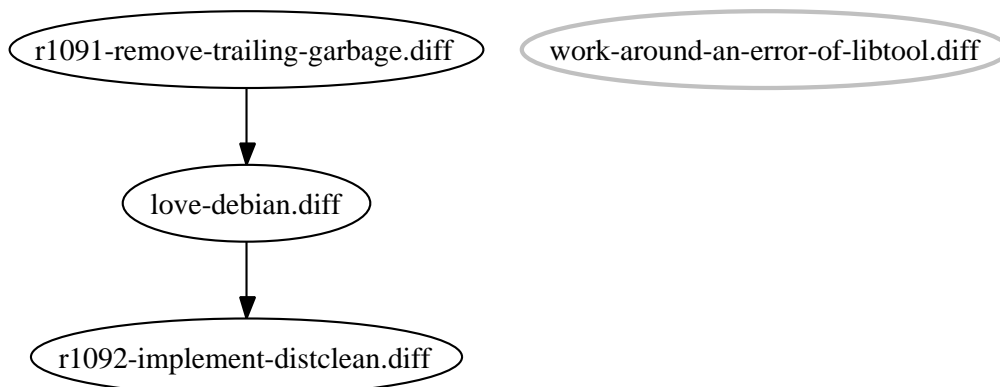 r1091-remove-trailing-garbage.diff
work-around-an-error-of-libtool.diff
love-debian.diff
r1092-implement-distclean.diff